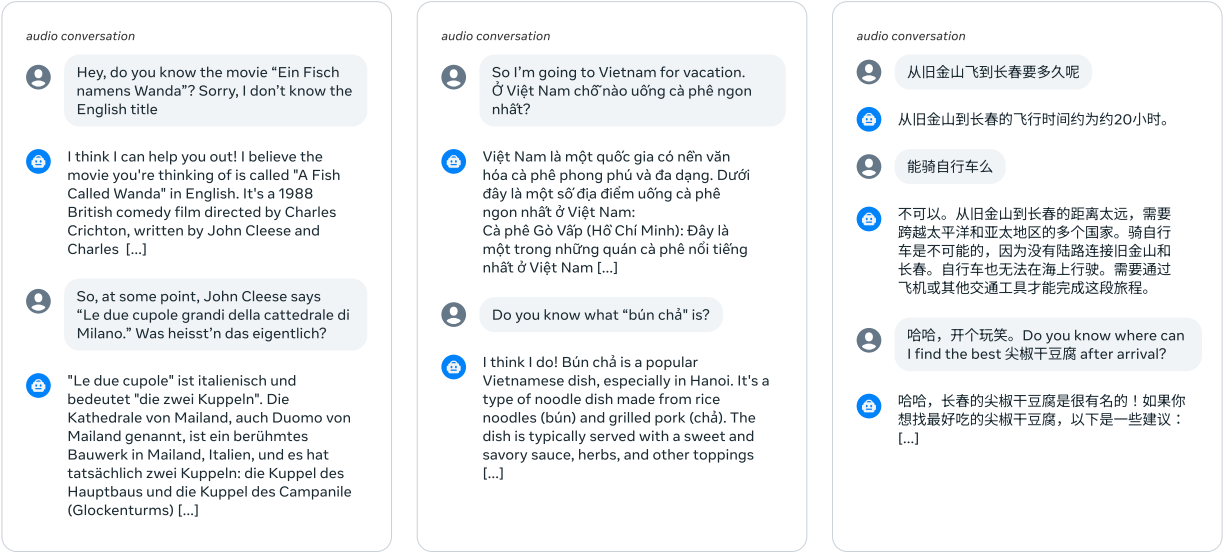 audio conversation
Hey, do you know the movie “Ein Fisch
namens Wanda”? Sorry, I don’t know the
English title
I think I can help you out! I believe the
movie you're thinking of is called "A Fish
Called Wanda" in English. It's a 1988
British comedy film directed by Charles
Crichton, written by John Cleese and
Charles [...]
So, at some point, John Cleese says
“Le due cupole grandi della cattedrale di
Milano.” Was heisst’n das eigentlich?
"Le due cupole" ist italienisch und
bedeutet "die zwei Kuppeln". Die
Kathedrale von Mailand, auch Duomo von
Mailand genannt, ist ein berühmtes
Bauwerk in Mailand, Italien, und es hat
tatsächlich zwei Kuppeln: die Kuppel des
Hauptbaus und die Kuppel des Campanile
(Glockenturms) [...]
audio conversation
So I’m going to Vietnam for vacation.
Ở Việt Nam chỗ nào uống cà phê ngon
nhất?
Việt Nam là một quốc gia có nền văn
hóa cà phê phong phú và đa dạng. Dưới
đây là một số địa điểm uống cà phê
ngon nhất ở Việt Nam:
Cà phê Gò Vấp (Hồ Chí Minh): Đây là
một trong những quán cà phê nổi tiếng
nhất ở Việt Nam [...]
Do you know what “bún chả" is?
I think I do! Bún chả is a popular
Vietnamese dish, especially in Hanoi. It's a
type of noodle dish made from rice
noodles (bún) and grilled pork (chả). The
dish is typically served with a sweet and
savory sauce, herbs, and other toppings
[...]
audio conversation
从旧金山飞到长春要多久呢
从旧金山到长春的飞行时间约为约20小时。
能骑自行车么
不可以。从旧金山到长春的距离太远，需要
跨越太平洋和亚太地区的多个国家。骑自行
车是不可能的，因为没有陆路连接旧金山和
长春。自行车也无法在海上行驶。需要通过
飞机或其他交通工具才能完成这段旅程。
哈哈，开个玩笑。Do you know where can
I find the best 尖椒干豆腐 after arrival?
哈哈，长春的尖椒干豆腐是很有名的！如果你
想找最好吃的尖椒干豆腐，以下是一些建议：
[...]